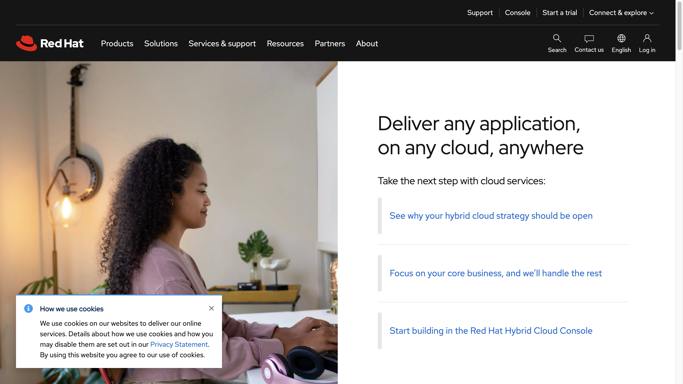 Support
Console
Start a trial
Connect & explore
Red Hat
Products
Solutions
Services & support
Resources
Partners
About
Search
Contact us
English
Log in
Deliver any application,
on any cloud, anywhere
Take the next step with cloud services:
See why your hybrid cloud strategy should be open
Focus on your core business, and we'll handle the rest
Start building in the Red Hat Hybrid Cloud Console
How we use cookies
We use cookies on our websites to deliver our online
services. Details about how we use cookies and how you
may disable them are set out in our Privacy Statement.
By using this website you agree to our use of cookies.